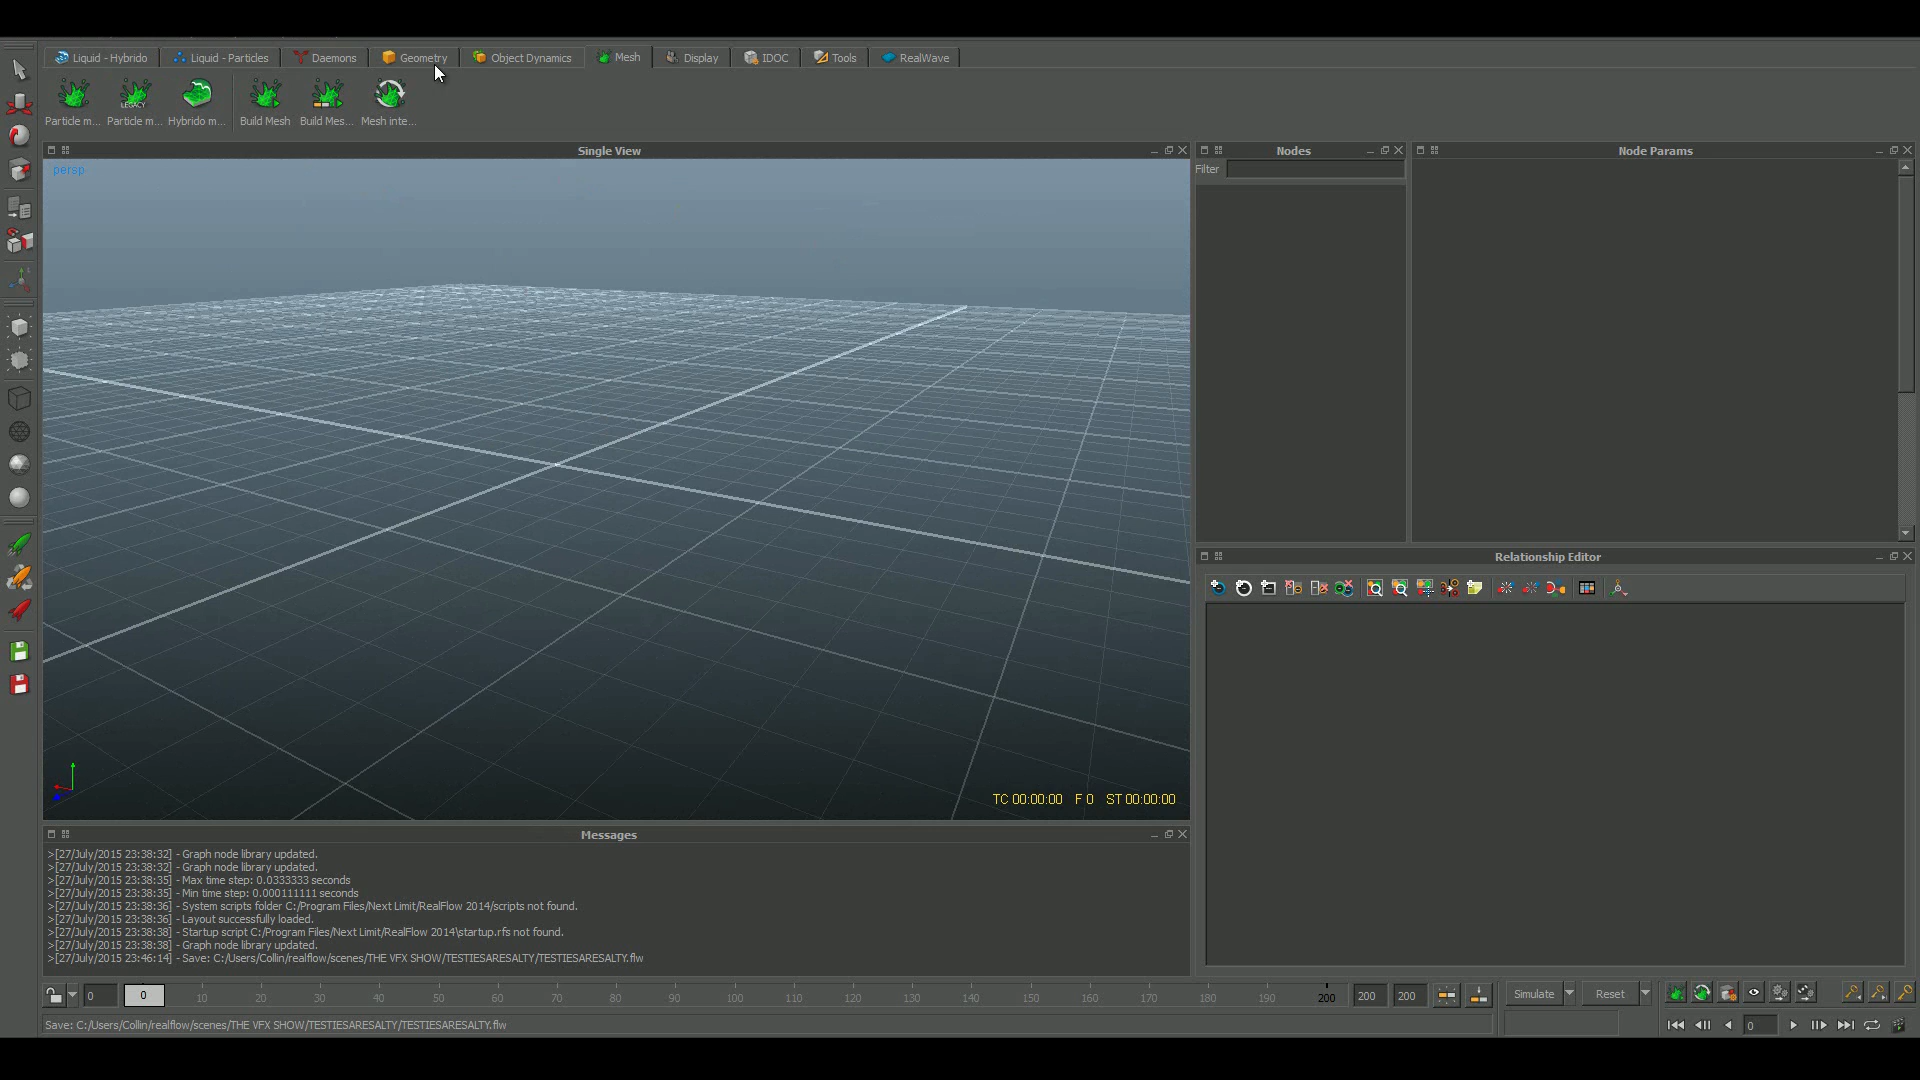 Liquid - Hybrido Liquid - Particles Daemons Geometry Object Dynamics Mesh Display IDOC Tools RealWave
LEGACY
Particle m... Particle m... Hybrido m... Build Mesh Build Mes... Mesh inte...
Single View
Nodes
Node Params
persp
Filter
Relationship Editor
TC 00:00:00 F 0 ST 00:00:00
Messages
>[27/July/2015 23:38:32] - Graph node library updated.
>[27/July/2015 23:38:32] - Graph node library updated.
>[27/July/2015 23:38:35] - Max time step: 0.0333333 seconds
>[27/July/2015 23:38:35] - Min time step: 0.000111111 seconds
>[27/July/2015 23:38:36] - System scripts folder C:/Program Files/Next Limit/RealFlow 2014/scripts not found.
>[27/July/2015 23:38:36] - Layout successfully loaded.
>[27/July/2015 23:38:38] - Startup script C:/Program Files/Next Limit/RealFlow 2014\startup.rfs not found.
>[27/July/2015 23:38:38] - Graph node library updated.
>[27/July/2015 23:46:14] - Save: C:/Users/Collin/realflow/scenes/THE VFX SHOW/TESTIESARESALTY/TESTIESARESALTY.flw
0 0 10 20 30 40 50 60 70 80 90 100 110 120 130 140 150 160 170 180 190 200 200 200
Simulate Reset
Save: C:/Users/Collin/realflow/scenes/THE VFX SHOW/TESTIESARESALTY/TESTIESARESALTY.flw
0